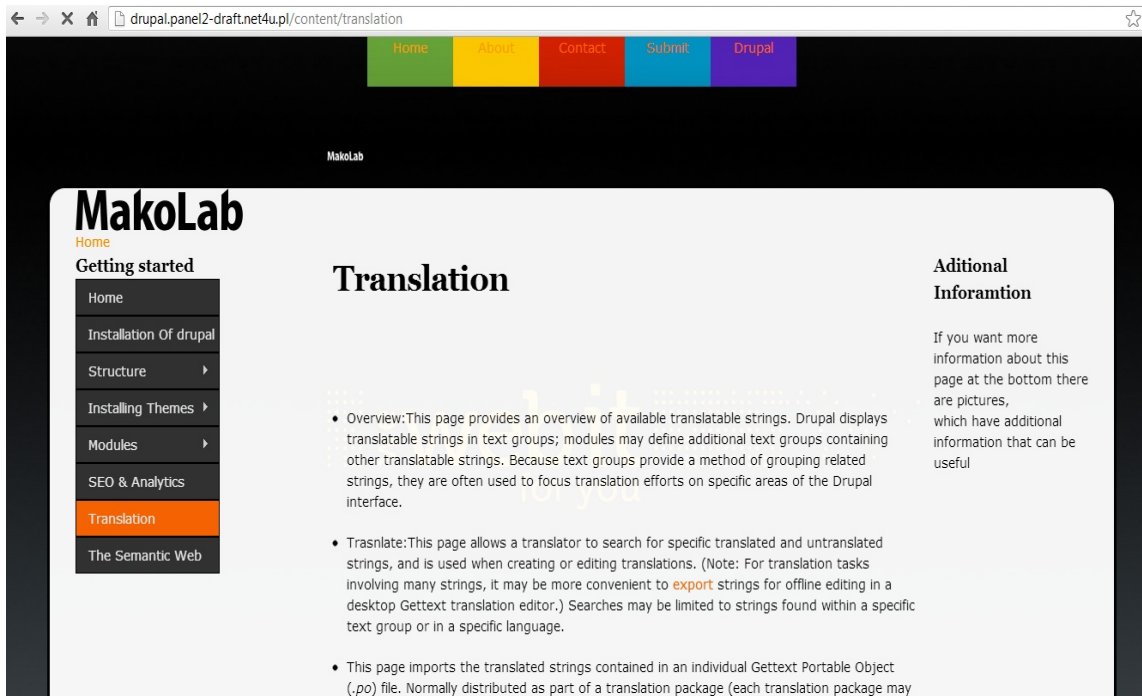 drupal.panel2-draft.net4u.pl/content/translation
Home About Contact Submit Drupal
MakoLab
MakoLab
Home
Getting started
Home
Installation Of drupal
Structure
Installing Themes
Modules
SEO & Analytics
Translation
The Semantic Web
Translation
webit
for you
• Overview:This page provides an overview of available translatable strings. Drupal displays
translatable strings in text groups; modules may define additional text groups containing
other translatable strings. Because text groups provide a method of grouping related
strings, they are often used to focus translation efforts on specific areas of the Drupal
interface.
• Trasnlate:This page allows a translator to search for specific translated and untranslated
strings, and is used when creating or editing translations. (Note: For translation tasks
involving many strings, it may be more convenient to export strings for offline editing in a
desktop Gettext translation editor.) Searches may be limited to strings found within a specific
text group or in a specific language.
• This page imports the translated strings contained in an individual Gettext Portable Object
(.po) file. Normally distributed as part of a translation package (each translation package may
Aditional
Inforamtion
If you want more
information about this
page at the bottom there
are pictures,
which have additional
information that can be
useful